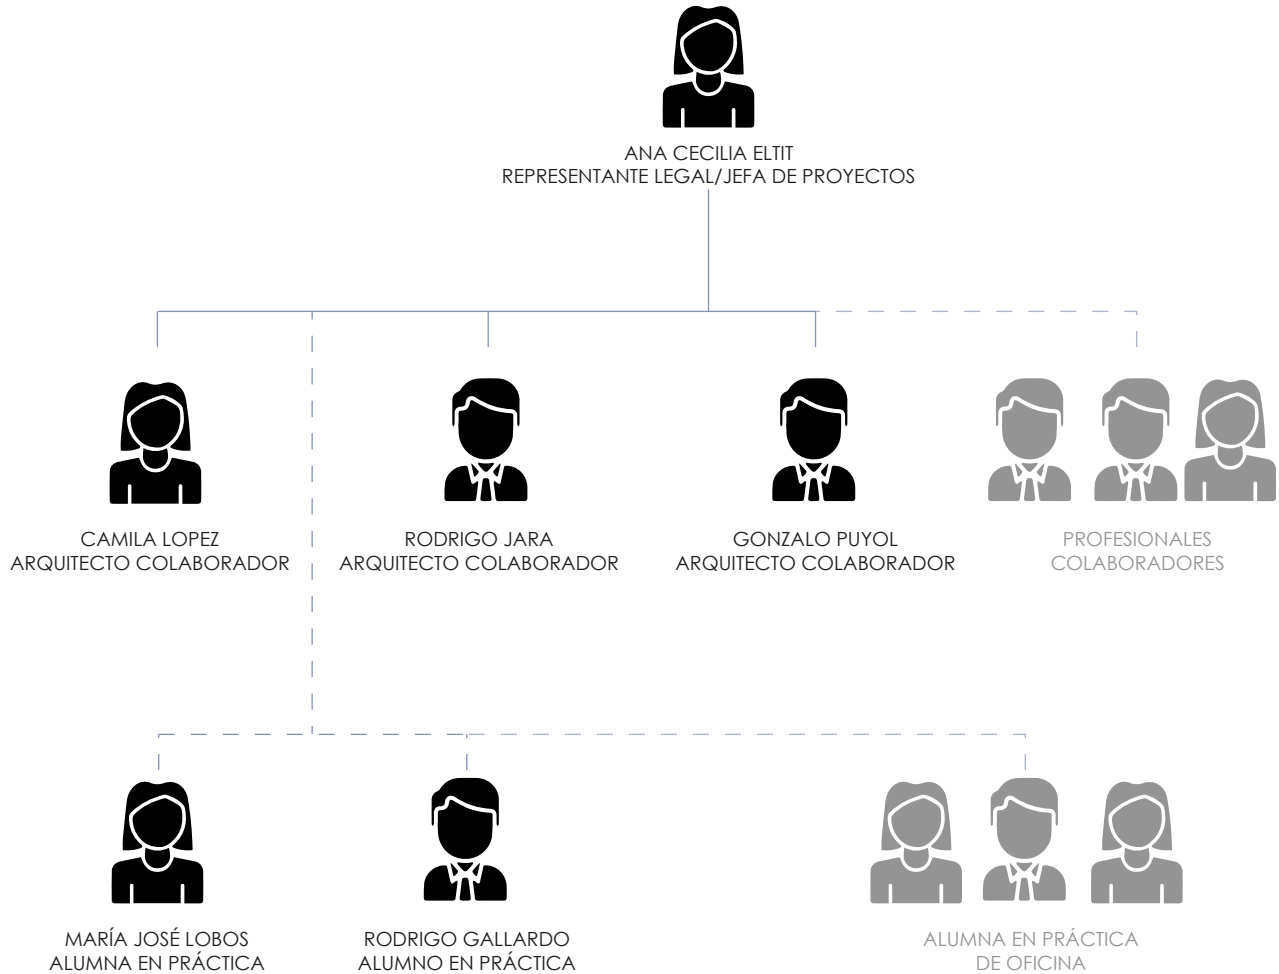 ANA CECILIA ELTIT
REPRESENTANTE LEGAL/JEFA DE PROYECTOS
CAMILA LOPEZ
ARQUITECTO COLABORADOR
RODRIGO JARA
ARQUITECTO COLABORADOR
GONZALO PUYOL
ARQUITECTO COLABORADOR
PROFESIONALES
COLABORADORES
MARÍA JOSÉ LOBOS
ALUMNA EN PRÁCTICA
RODRIGO GALLARDO
ALUMNO EN PRÁCTICA
ALUMNA EN PRÁCTICA
DE OFICINA